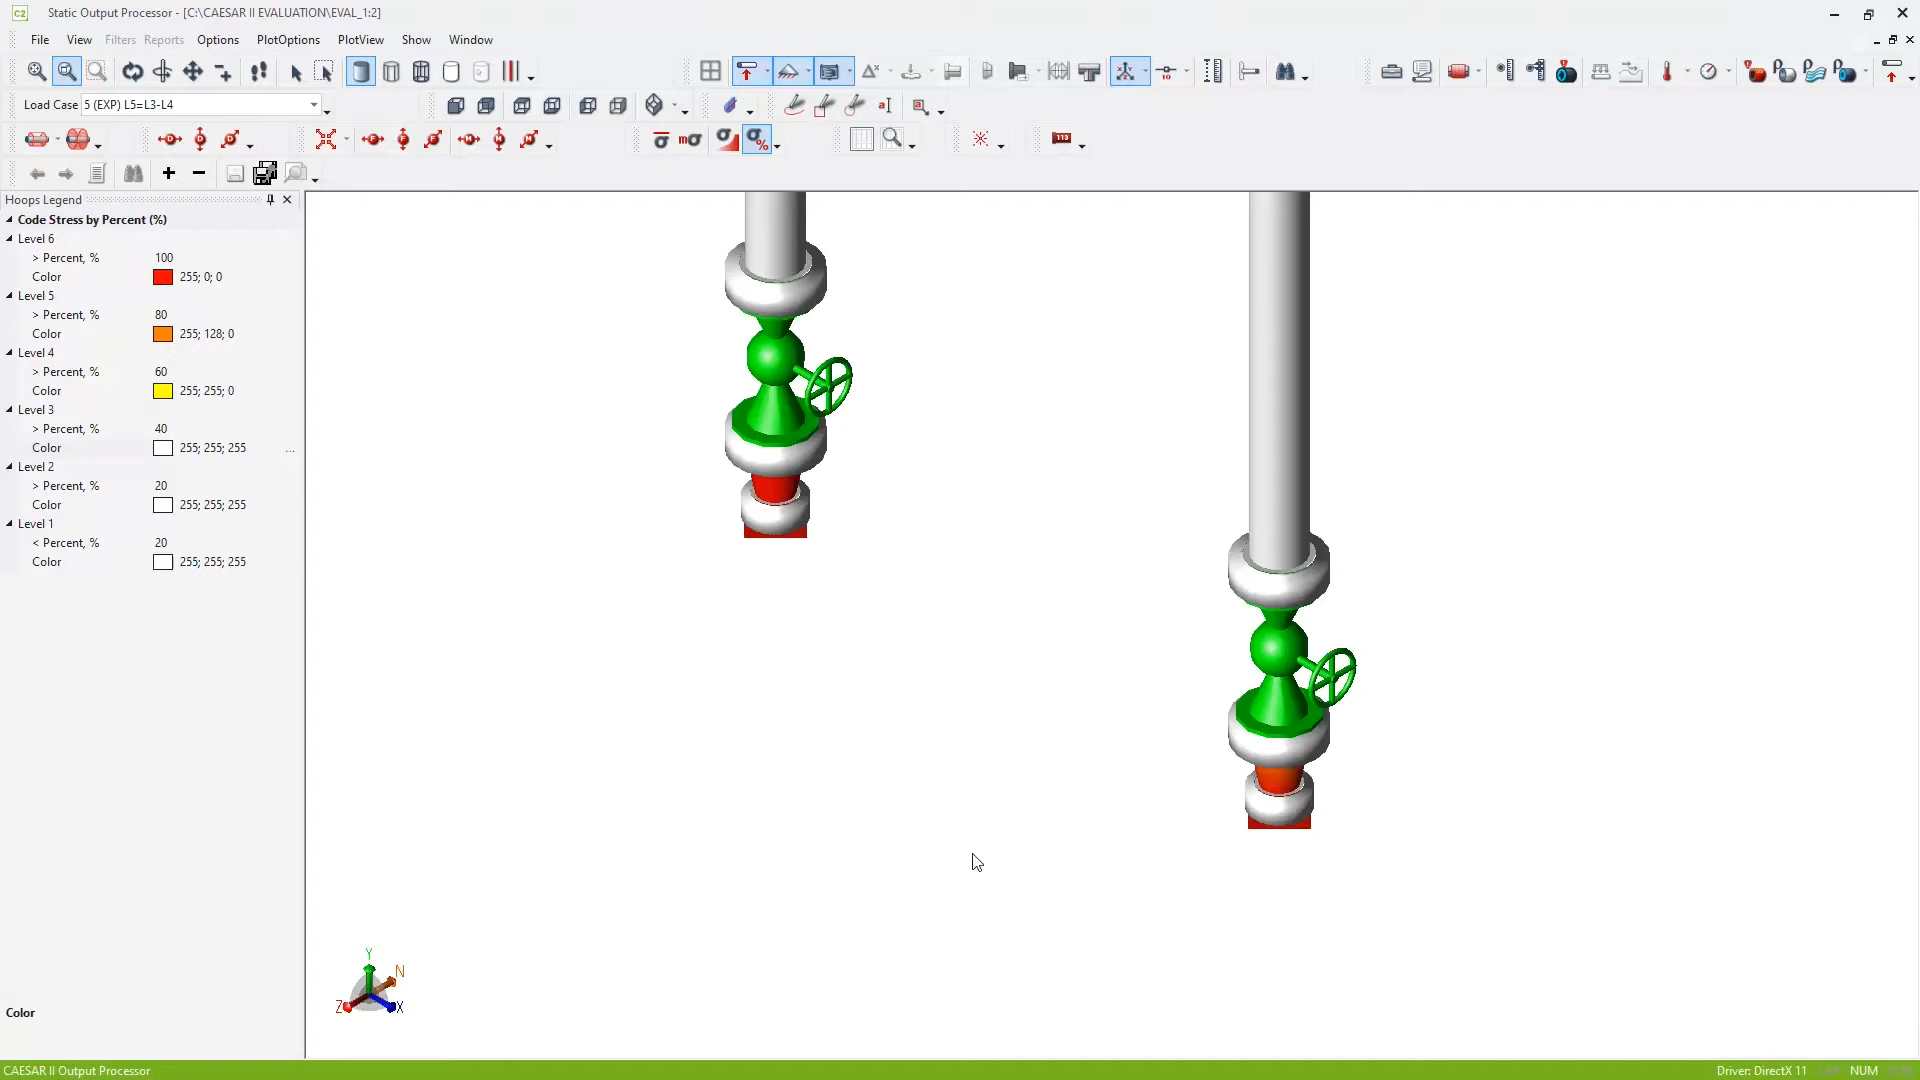 C2 Static Output Processor - [C:\CAESAR II EVALUATION\EVAL_1:2]
File View Filters Reports Options PlotOptions PlotView Show Window
Load Case 5 (EXP) L5=L3-L4
Hoops Legend
Code Stress by Percent (%)
Level 6
> Percent, % 100
Color 255; 0; 0
Level 5
> Percent, % 80
Color 255; 128; 0
Level 4
> Percent, % 60
Color 255; 255; 0
Level 3
> Percent, % 40
Color 255; 255; 255 ...
Level 2
> Percent, % 20
Color 255; 255; 255
Level 1
< Percent, % 20
Color 255; 255; 255
Y
N
Z X
Color
CAESAR II Output Processor Driver: DirectX 11 NUM